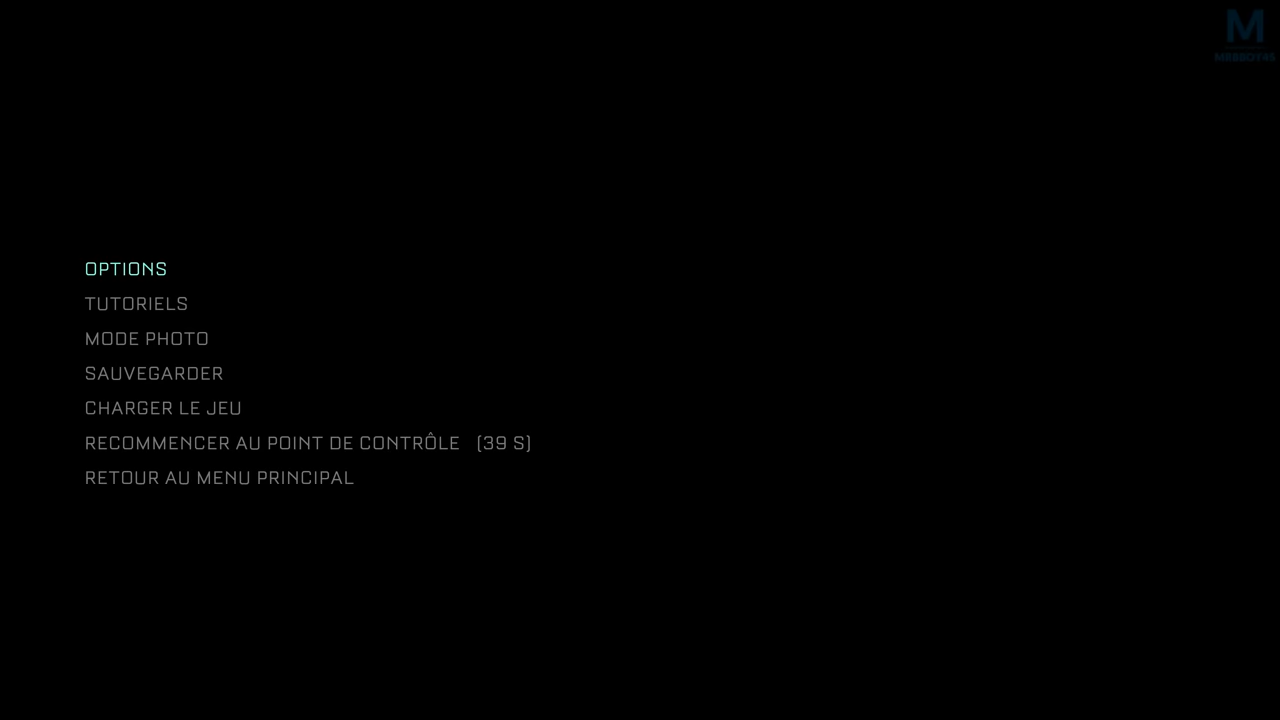 M
OPTIONS
TUTORIELS
MODE PHOTO
SAUVEGARDER
CHARGER LE JEU
RECOMMENCER AU POINT DE CONTRÔLE (39 S)
RETOUR AU MENU PRINCIPAL